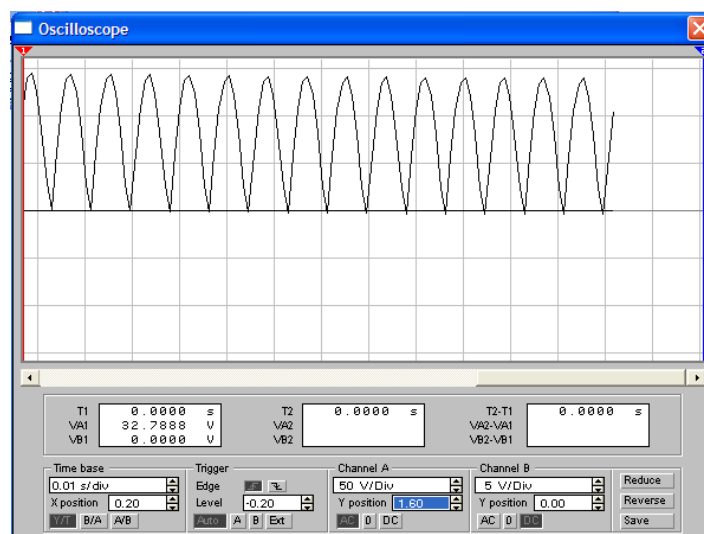 Oscilloscope
1
T1 0.0000 s
VA1 32.7888 V
VB1 0.0000 V
T2 0.0000 s
VA2
VB2
T2-T1 0.0000 s
VA2-VA1
VB2-VB1
Time base
0.01 s/div
X position 0.20
Y/T B/A A/B
Trigger
Edge
Level -0.20
Auto A B Ext
Channel A
50 V/Div
Y position 1.60
AC 0 DC
Channel B
5 V/Div
Y position 0.00
AC 0 DC
Reduce
Reverse
Save